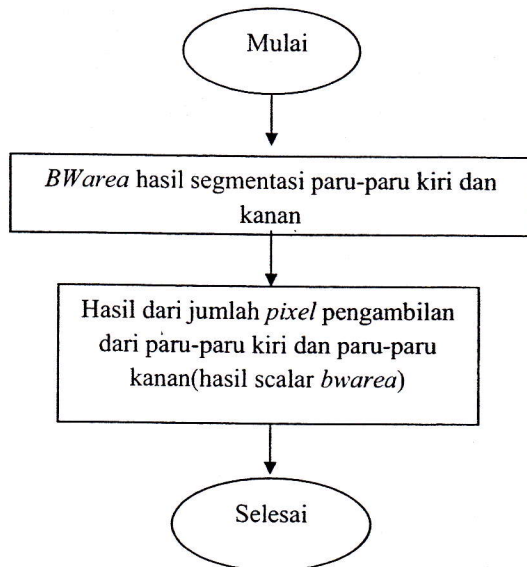 Mulai
BWarea hasil segmentasi paru-paru kiri dan
kanan
Hasil dari jumlah pixel pengambilan
dari paru-paru kiri dan paru-paru
kanan(hasil scalar bwarea)
Selesai